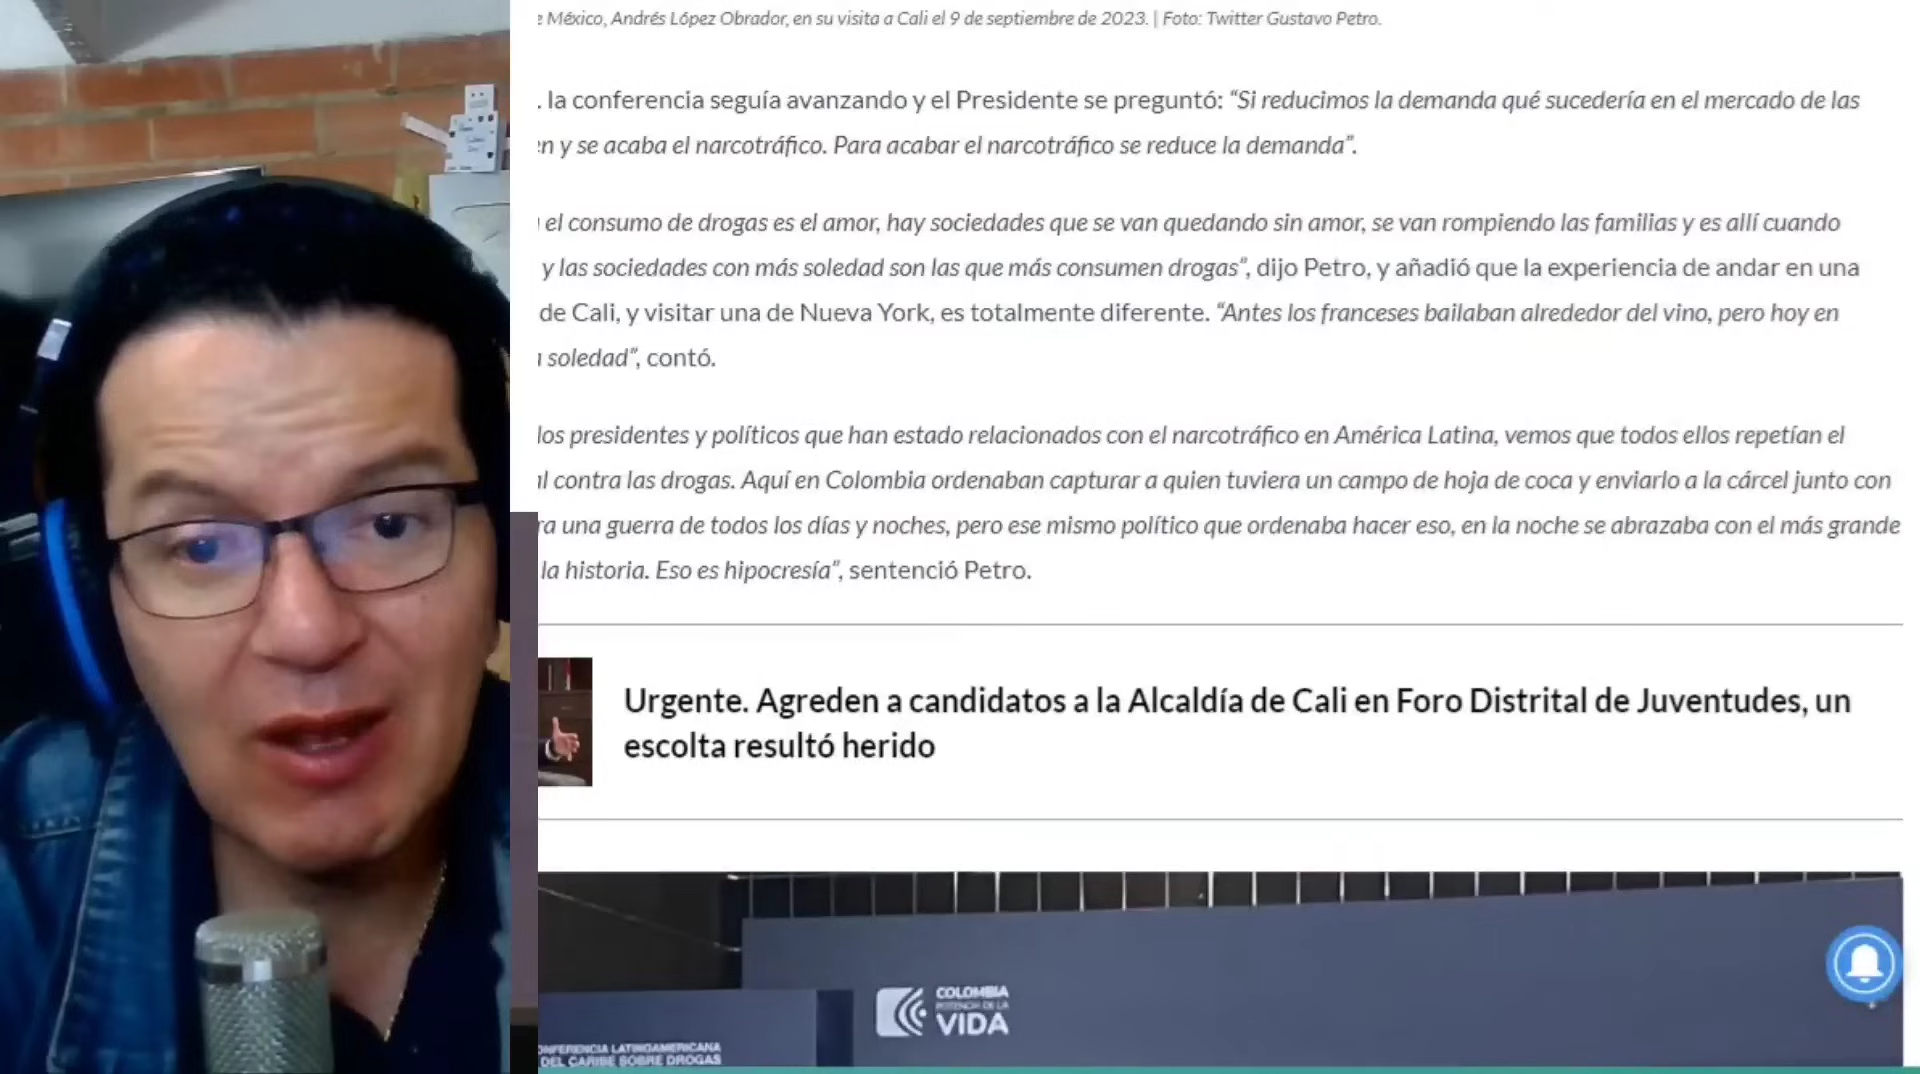 México, Andrés López Obrador, en su visita a Cali el 9 de septiembre de 2023. | Foto: Twitter Gustavo Petro.
. la conferencia seguía avanzando y el Presidente se preguntó: “Si reducimos la demanda qué sucedería en el mercado de las
y se acaba el narcotráfico. Para acabar el narcotráfico se reduce la demanda”.
el consumo de drogas es el amor, hay sociedades que se van quedando sin amor, se van rompiendo las familias y es allí cuando
y las sociedades con más soledad son las que más consumen drogas”, dijo Petro, y añadió que la experiencia de andar en una
de Cali, y visitar una de Nueva York, es totalmente diferente. “Antes los franceses bailaban alrededor del vino, pero hoy en
soledad”, contó.
los presidentes y políticos que han estado relacionados con el narcotráfico en América Latina, vemos que todos ellos repetían el
contra las drogas. Aquí en Colombia ordenaban capturar a quien tuviera un campo de hoja de coca y enviarlo a la cárcel junto con
una guerra de todos los días y noches, pero ese mismo político que ordenaba hacer eso, en la noche se abrazaba con el más grande
la historia. Eso es hipocresía”, sentenció Petro.
Urgente. Agreden a candidatos a la Alcaldía de Cali en Foro Distrital de Juventudes, un
escolta resultó herido
COLOMBIA
POTENCIA DE LA
VIDA
LATINOAMERICANA
DEL CARIBE SOBRE DROGAS